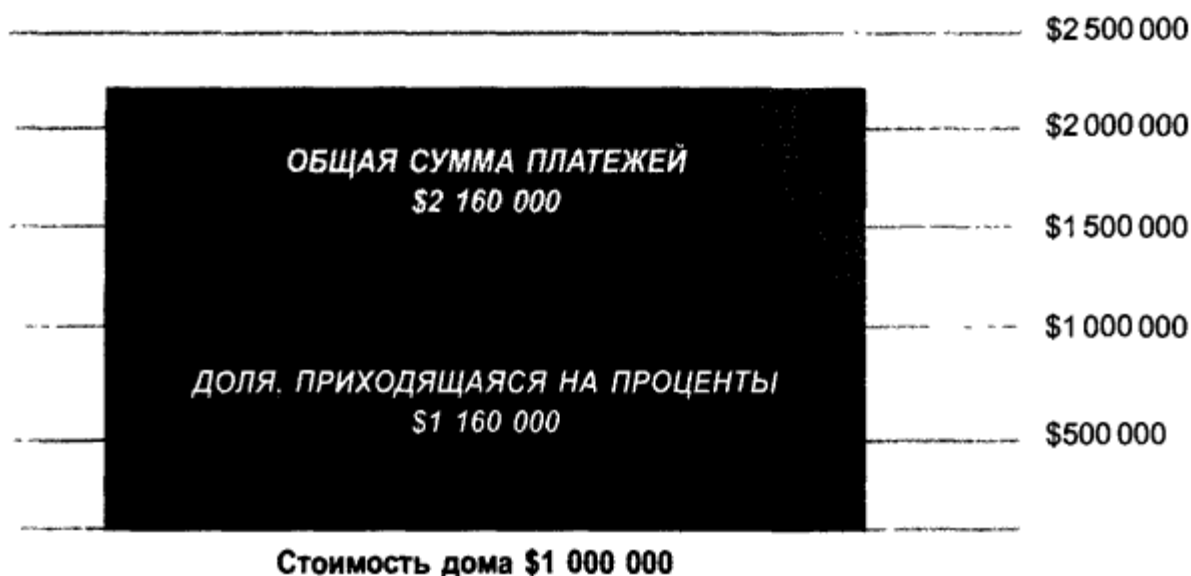 $2 500 000
$2 000 000
ОБЩАЯ СУММА ПЛАТЕЖЕЙ
$2 160 000
$1 500 000
$1 000 000
ДОЛЯ. ПРИХОДЯЩАЯСЯ НА ПРОЦЕНТЫ
$1 160 000
$500 000
Стоимость дома $1 000 000